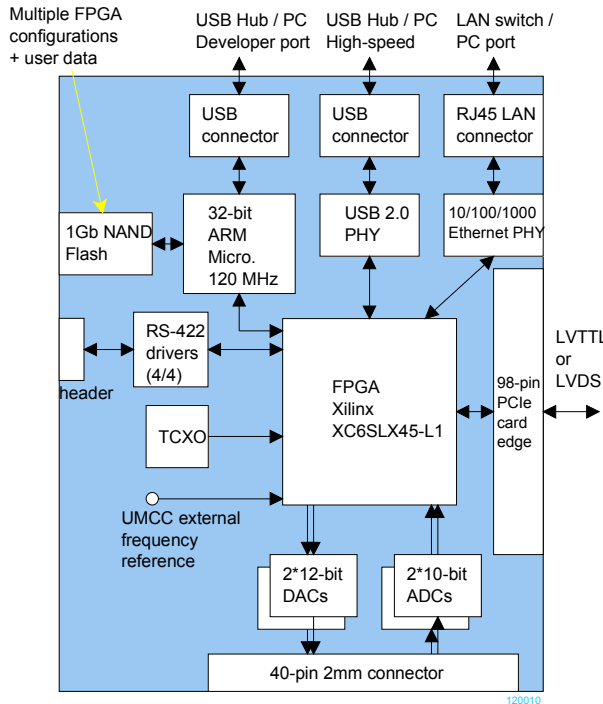 Multiple FPGA
configurations
+ user data
USB Hub / PC
Developer port
USB Hub / PC
High-speed
LAN switch /
PC port
USB
connector
USB
connector
RJ45 LAN
connector
1Gb NAND
Flash
32-bit
ARM
Micro.
120 MHz
USB 2.0
PHY
10/100/1000
Ethernet PHY
header
RS-422
drivers
(4/4)
FPGA
Xilinx
XC6SLX45-L1
98-pin
PCIe
card
edge
LVTTL
or
LVDS
TCXO
UMCC external
frequency
reference
2*12-bit
DACs
2*10-bit
ADCs
40-pin 2mm connector
120010